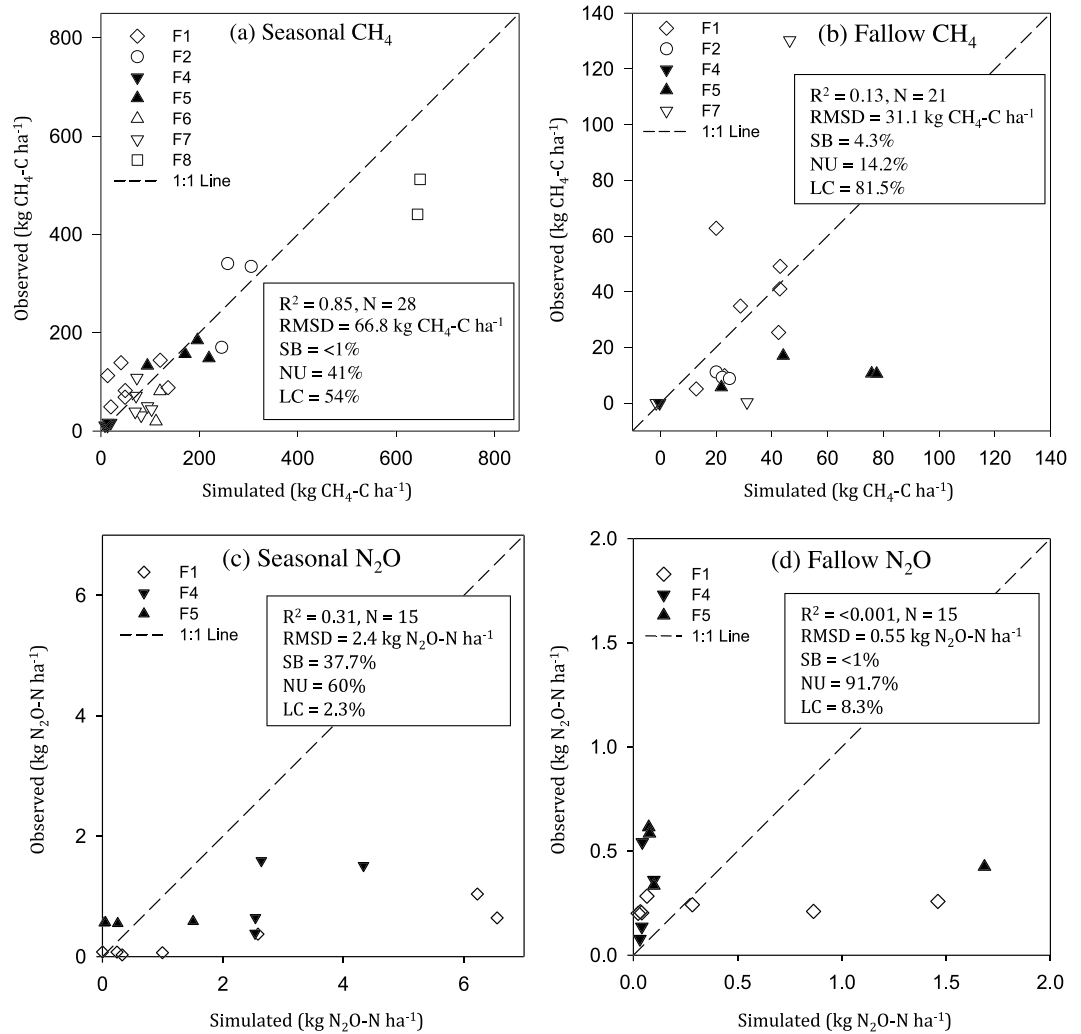 (a) Seasonal CH₄
F1
F2
F4
F5
F6
F7
F8
1:1 Line
R² = 0.85, N = 28
RMSD = 66.8 kg CH₄-C ha⁻¹
SB = <1%
NU = 41%
LC = 54%
800
600
400
200
0
0
200
400
600
800
Observed (kg CH₄-C ha⁻¹)
Simulated (kg CH₄-C ha⁻¹)
(b) Fallow CH₄
F1
F2
F4
F5
F7
1:1 Line
R² = 0.13, N = 21
RMSD = 31.1 kg CH₄-C ha⁻¹
SB = 4.3%
NU = 14.2%
LC = 81.5%
140
120
100
80
60
40
20
0
0
20
40
60
80
100
120
140
Observed (kg CH₄-C ha⁻¹)
Simulated (kg CH₄-C ha⁻¹)
(c) Seasonal N₂O
F1
F4
F5
1:1 Line
R² = 0.31, N = 15
RMSD = 2.4 kg N₂O-N ha⁻¹
SB = 37.7%
NU = 60%
LC = 2.3%
6
4
2
0
0
2
4
6
Observed (kg N₂O-N ha⁻¹)
Simulated (kg N₂O-N ha⁻¹)
(d) Fallow N₂O
F1
F4
F5
1:1 Line
R² = <0.001, N = 15
RMSD = 0.55 kg N₂O-N ha⁻¹
SB = <1%
NU = 91.7%
LC = 8.3%
2.0
1.5
1.0
0.5
0.0
0.0
0.5
1.0
1.5
2.0
Observed (kg N₂O-N ha⁻¹)
Simulated (kg N₂O-N ha⁻¹)